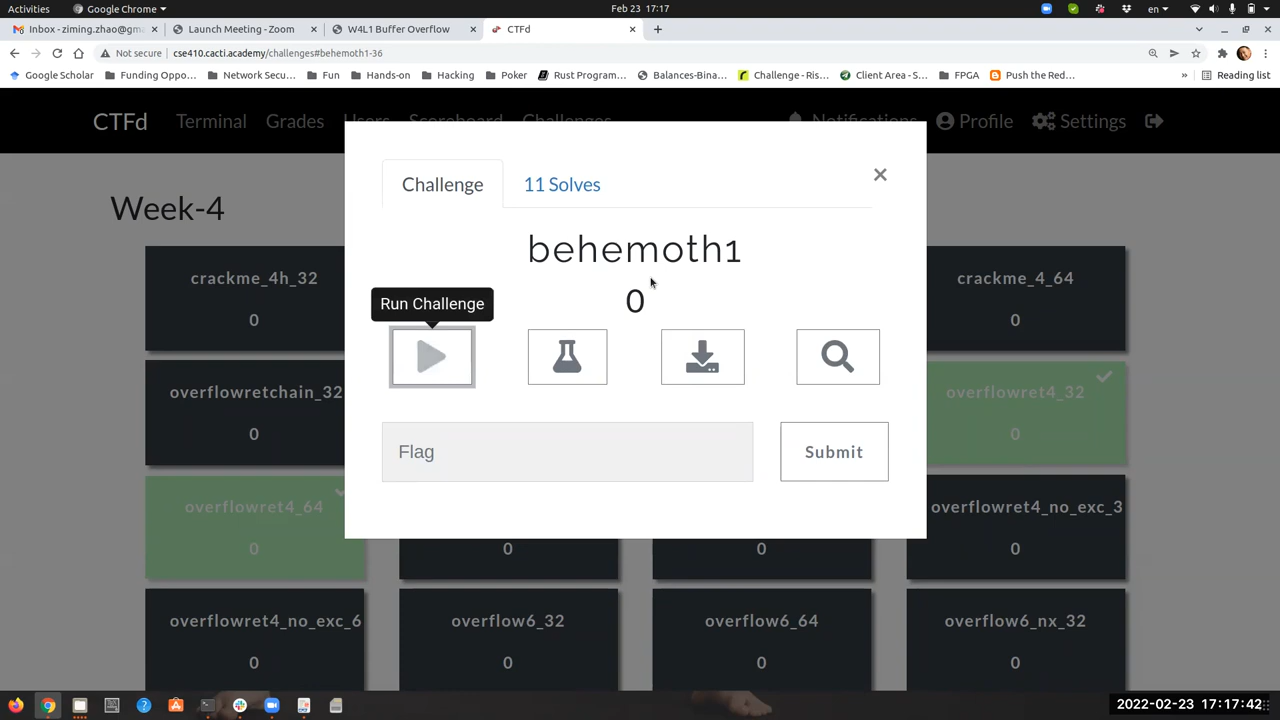 Activities
Google Chrome
Feb 23 17:17
en
Inbox - ziming.zhao@gma
Launch Meeting - Zoom
W4L1 Buffer Overflow
CTFd
Not secure
cse410.cacti.academy/challenges#behemoth1-36
Google Scholar
Funding Oppo...
Network Secu...
Fun
Hands-on
Hacking
Poker
Rust Program...
Balances-Bina...
Challenge - Ris...
Client Area - S...
FPGA
Push the Red...
»
Reading list
CTFd
Terminal
Grades
Users
Scoreboard
Challenges
Notifications
Profile
Settings
Week-4
Challenge
11 Solves
×
behemoth1
0
Run Challenge
Flag
Submit
crackme_4h_32
0
crackme_4_64
0
overflowretchain_32
0
overflowret4_32
0
overflowret4_64
0
0
0
overflowret4_no_exc_3
0
overflowret4_no_exc_6
0
overflow6_32
0
overflow6_64
0
overflow6_nx_32
0
2022-02-23 17:17:42